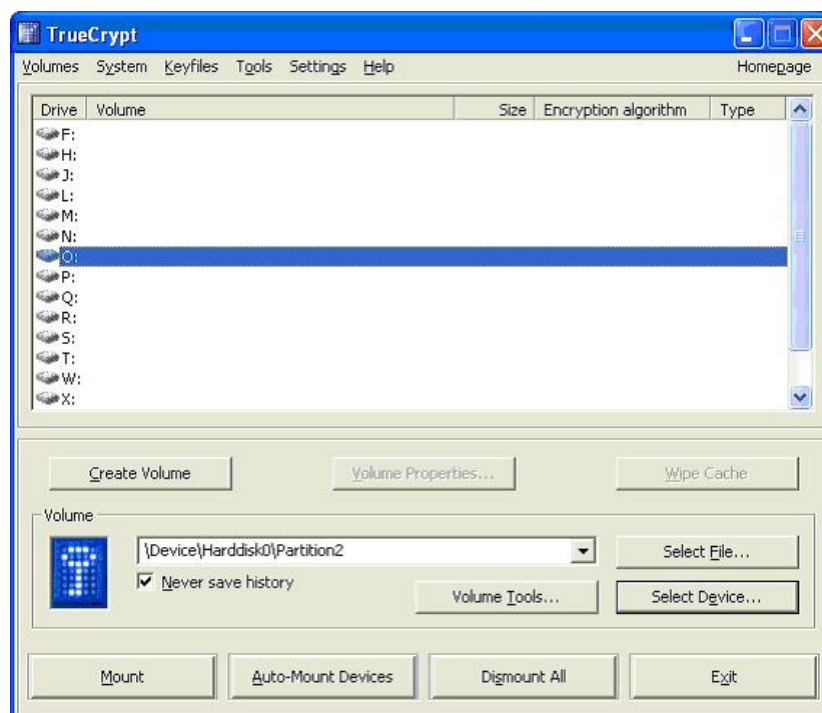 TrueCrypt
Volumes System Keyfiles Tools Settings Help Homepage
Drive Volume Size Encryption algorithm Type
F:
H:
J:
L:
M:
N:
O:
P:
Q:
R:
S:
T:
W:
X:
Create Volume Volume Properties... Wipe Cache
Volume
\Device\Harddisk0\Partition2 Select File...
Never save history Volume Tools... Select Device...
Mount Auto-Mount Devices Dismount All Exit